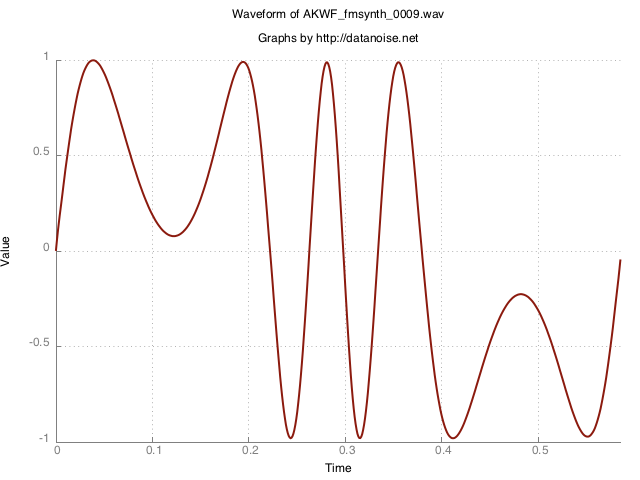 Waveform of AKWF_fmsynth_0009.wav
Graphs by http://datanoise.net
1
0.5
0
-0.5
-1
Value
0
0.1
0.2
0.3
0.4
0.5
Time